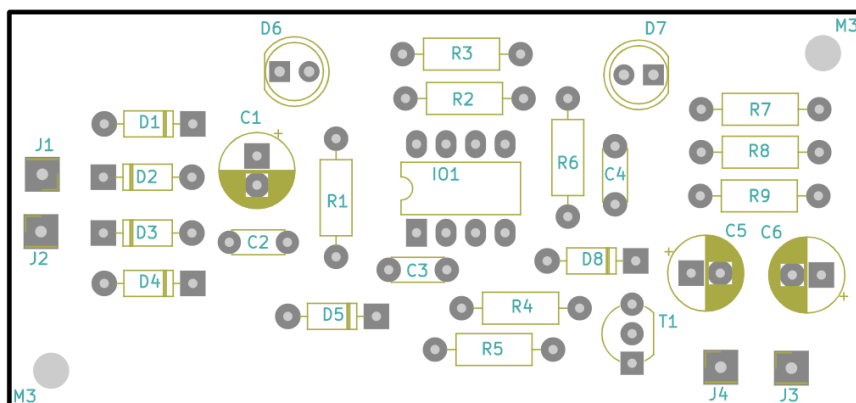 D6
D7
M3
R3
R2
R7
D1
C1
J1
IO1
R6
C4
R8
D2
R1
R9
D3
J2
C2
C5
C6
C3
D8
D4
R4
D5
T1
R5
J4
J3
M3